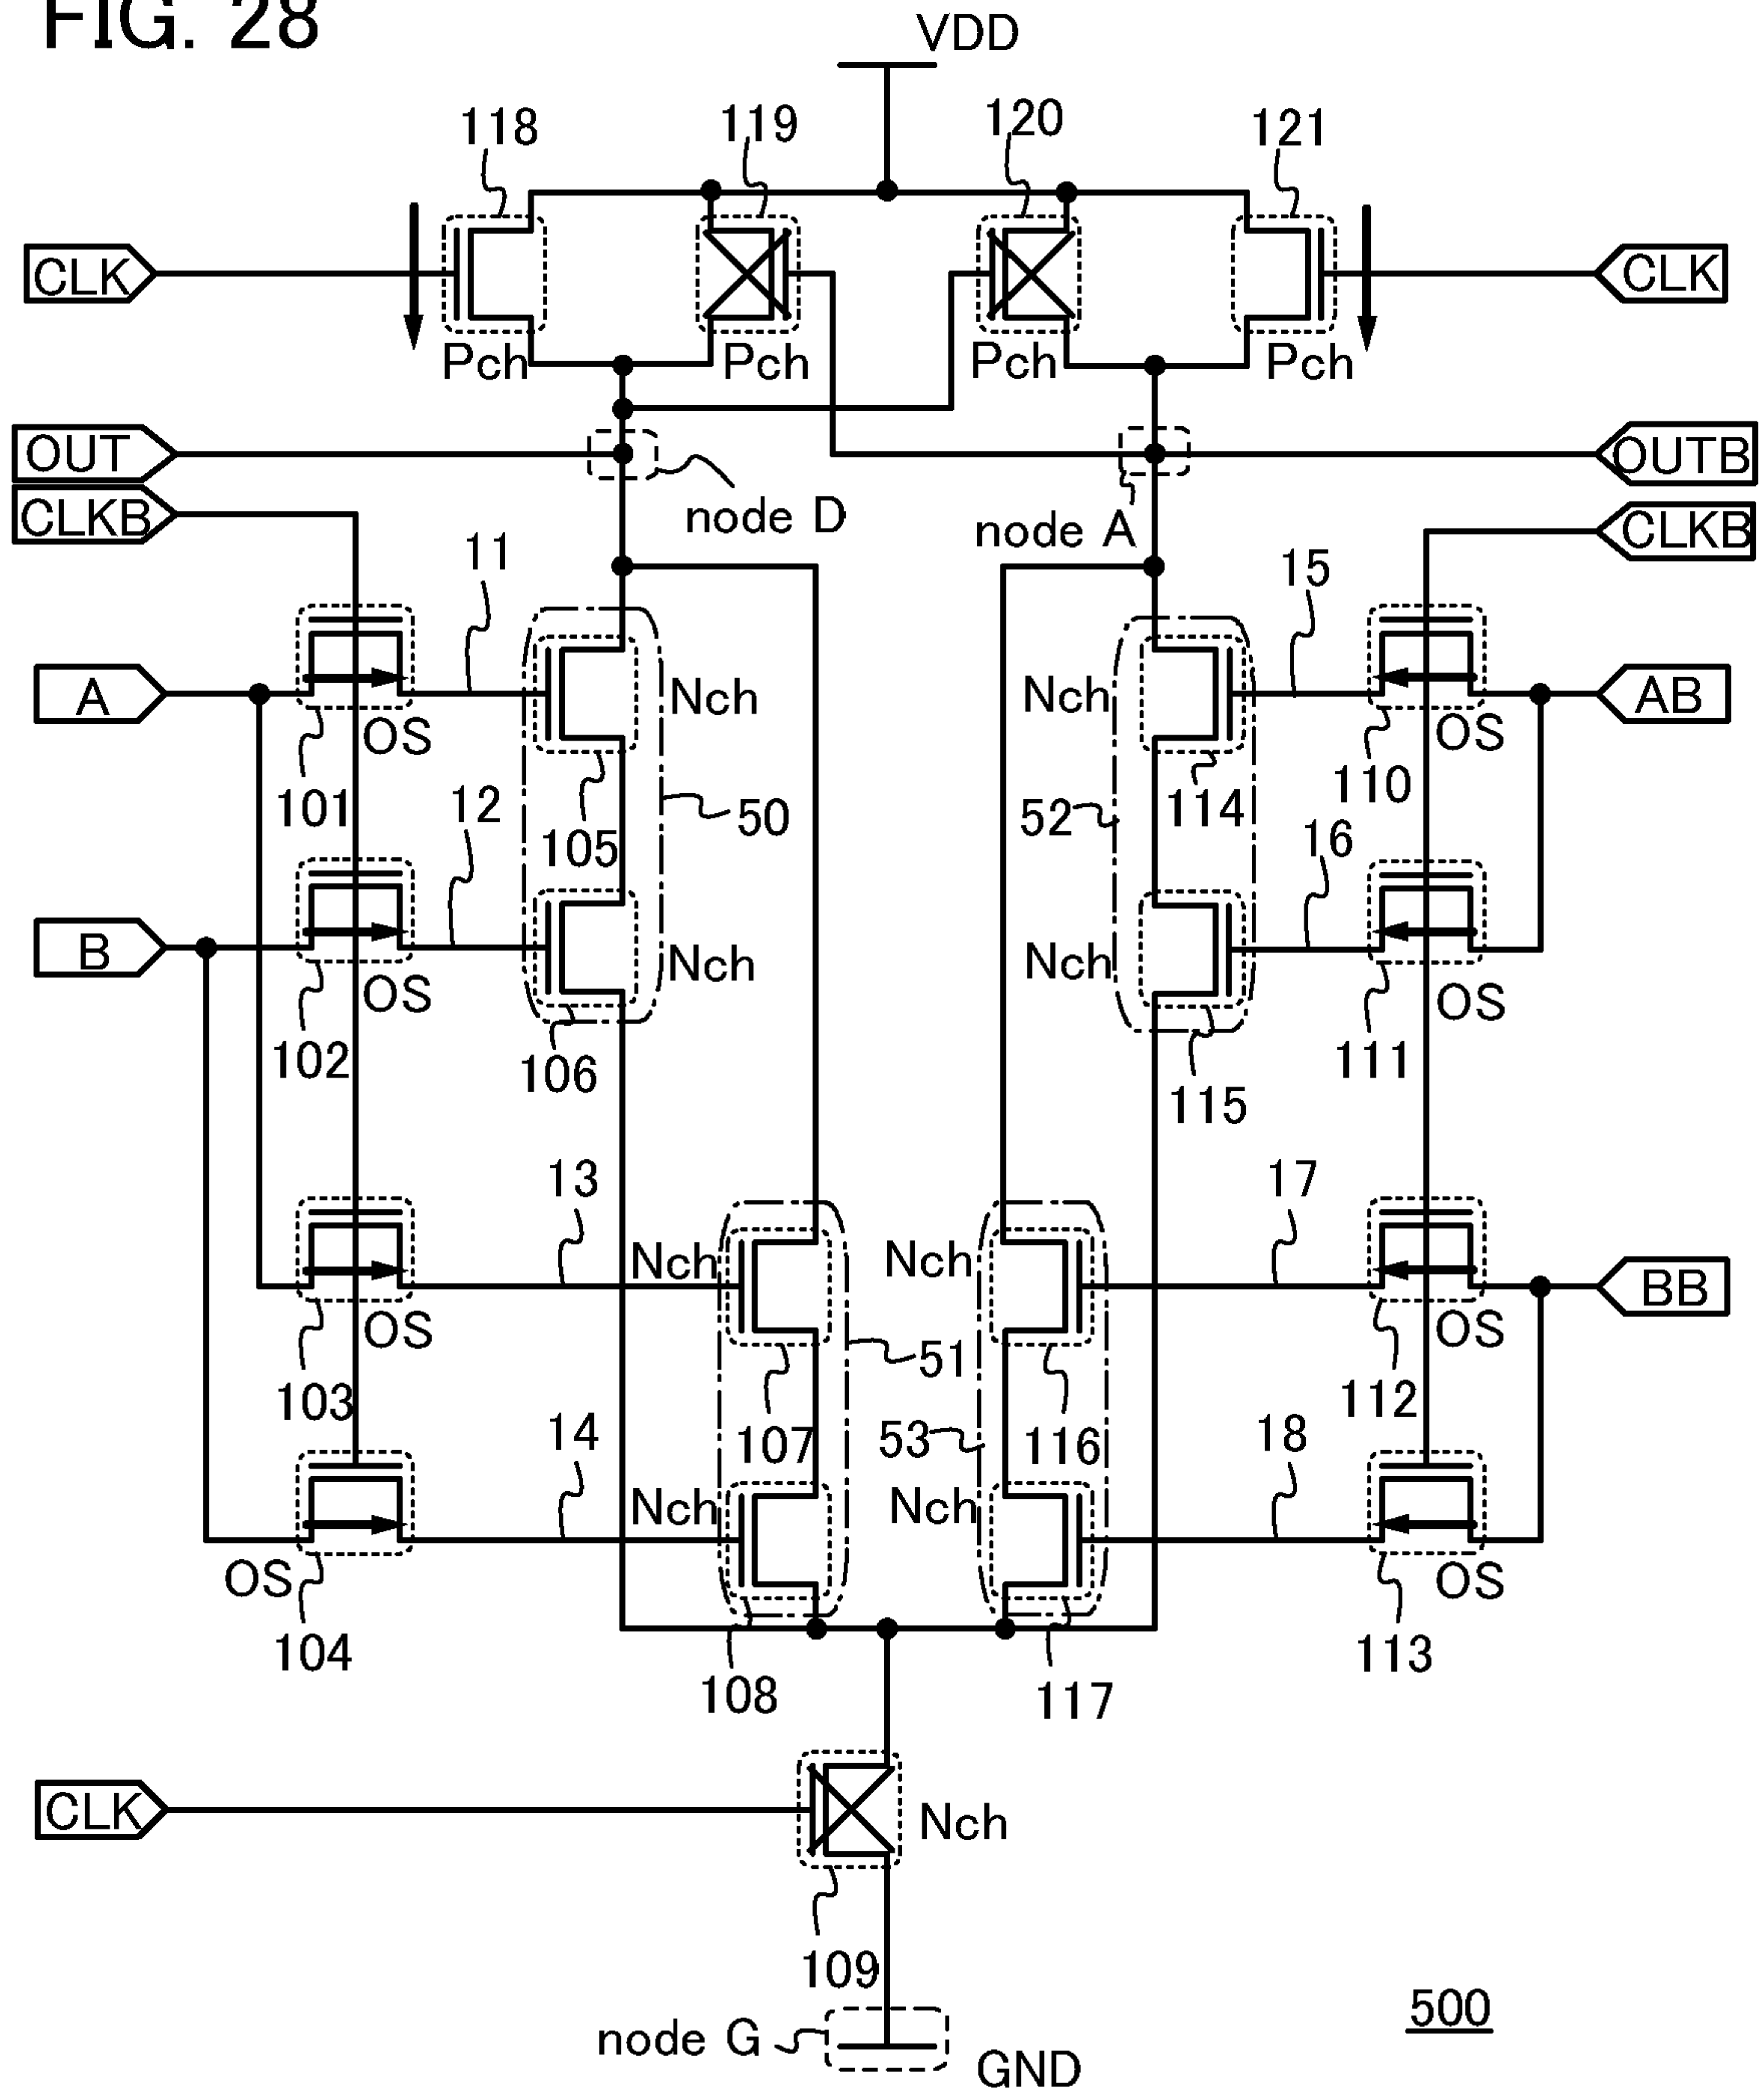 FIG. 28
VDD
118
119
120
121
CLK
CLK
Pch
Pch
Pch
Pch
OUT
OUTB
CLKB
node D
node A
CLKB
11
15
A
Nch
Nch
AB
OS
OS
101
12
105
50
52
114
16
110
B
Nch
Nch
OS
OS
102
106
115
111
13
17
Nch
Nch
BB
OS
OS
103
14
107
51
53
116
18
112
Nch
Nch
OS
OS
104
108
117
113
CLK
Nch
109
500
node G
GND